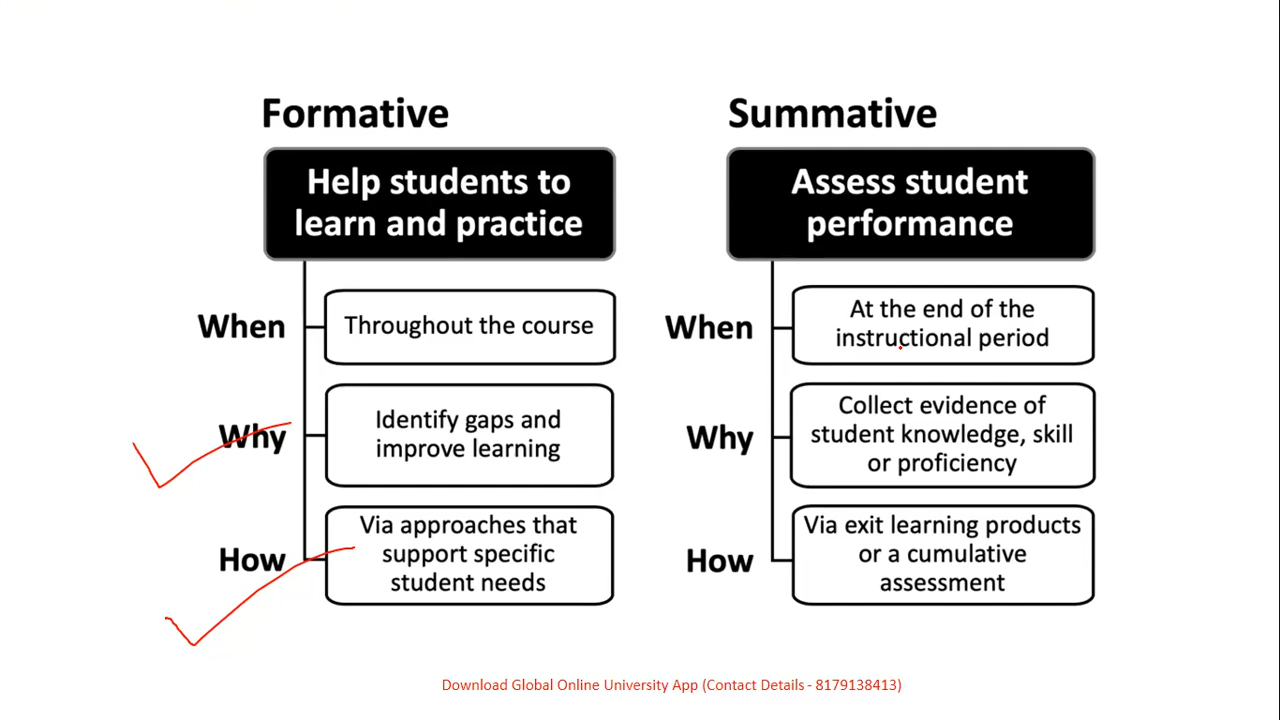 Formative
Help students to
learn and practice
When
Throughout the course
Why
Identify gaps and
improve learning
How
Via approaches that
support specific
student needs
Summative
Assess student
performance
When
At the end of the
instructional period
Why
Collect evidence of
student knowledge, skill
or proficiency
How
Via exit learning products
or a cumulative
assessment
Download Global Online University App (Contact Details - 8179138413)